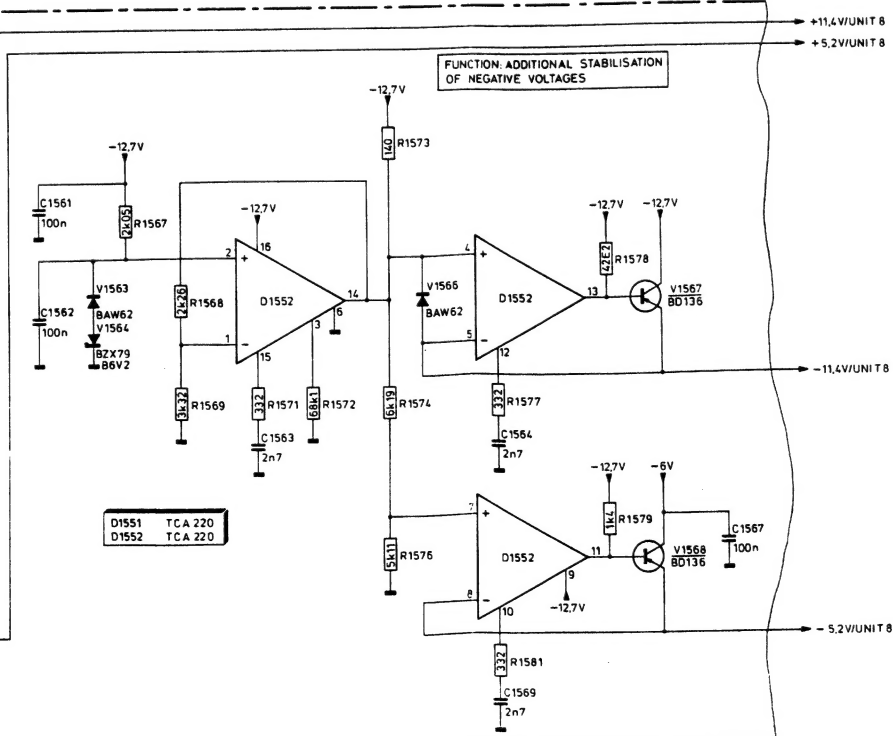 +11,4V/UNIT 8
+5,2V/UNIT 8
FUNCTION: ADDITIONAL STABILISATION
OF NEGATIVE VOLTAGES
-12,7V
140
R1573
-12,7V
C1561
100n
2k05
R1567
-12,7V
16
2
+
D1552
14
6
3
1
-
15
2k26
R1568
C1562
100n
V1563
BAW62
V1564
BZX79
B6V2
3k32
R1569
332
R1571
C1563
2n7
68k1
R1572
6k19
R1574
V1566
BAW62
4
+
D1552
13
5
-
12
-12,7V
42E2
R1578
-12,7V
V1567
BD136
-11,4V/UNIT 8
332
R1577
C1564
2n7
D1551 TCA 220
D1552 TCA 220
5k11
R1576
7
+
D1552
11
9
-12,7V
8
-
10
-12,7V
1k4
R1579
-6V
V1568
BD136
C1567
100n
- 5,2V/UNIT 8
332
R1581
C1569
2n7